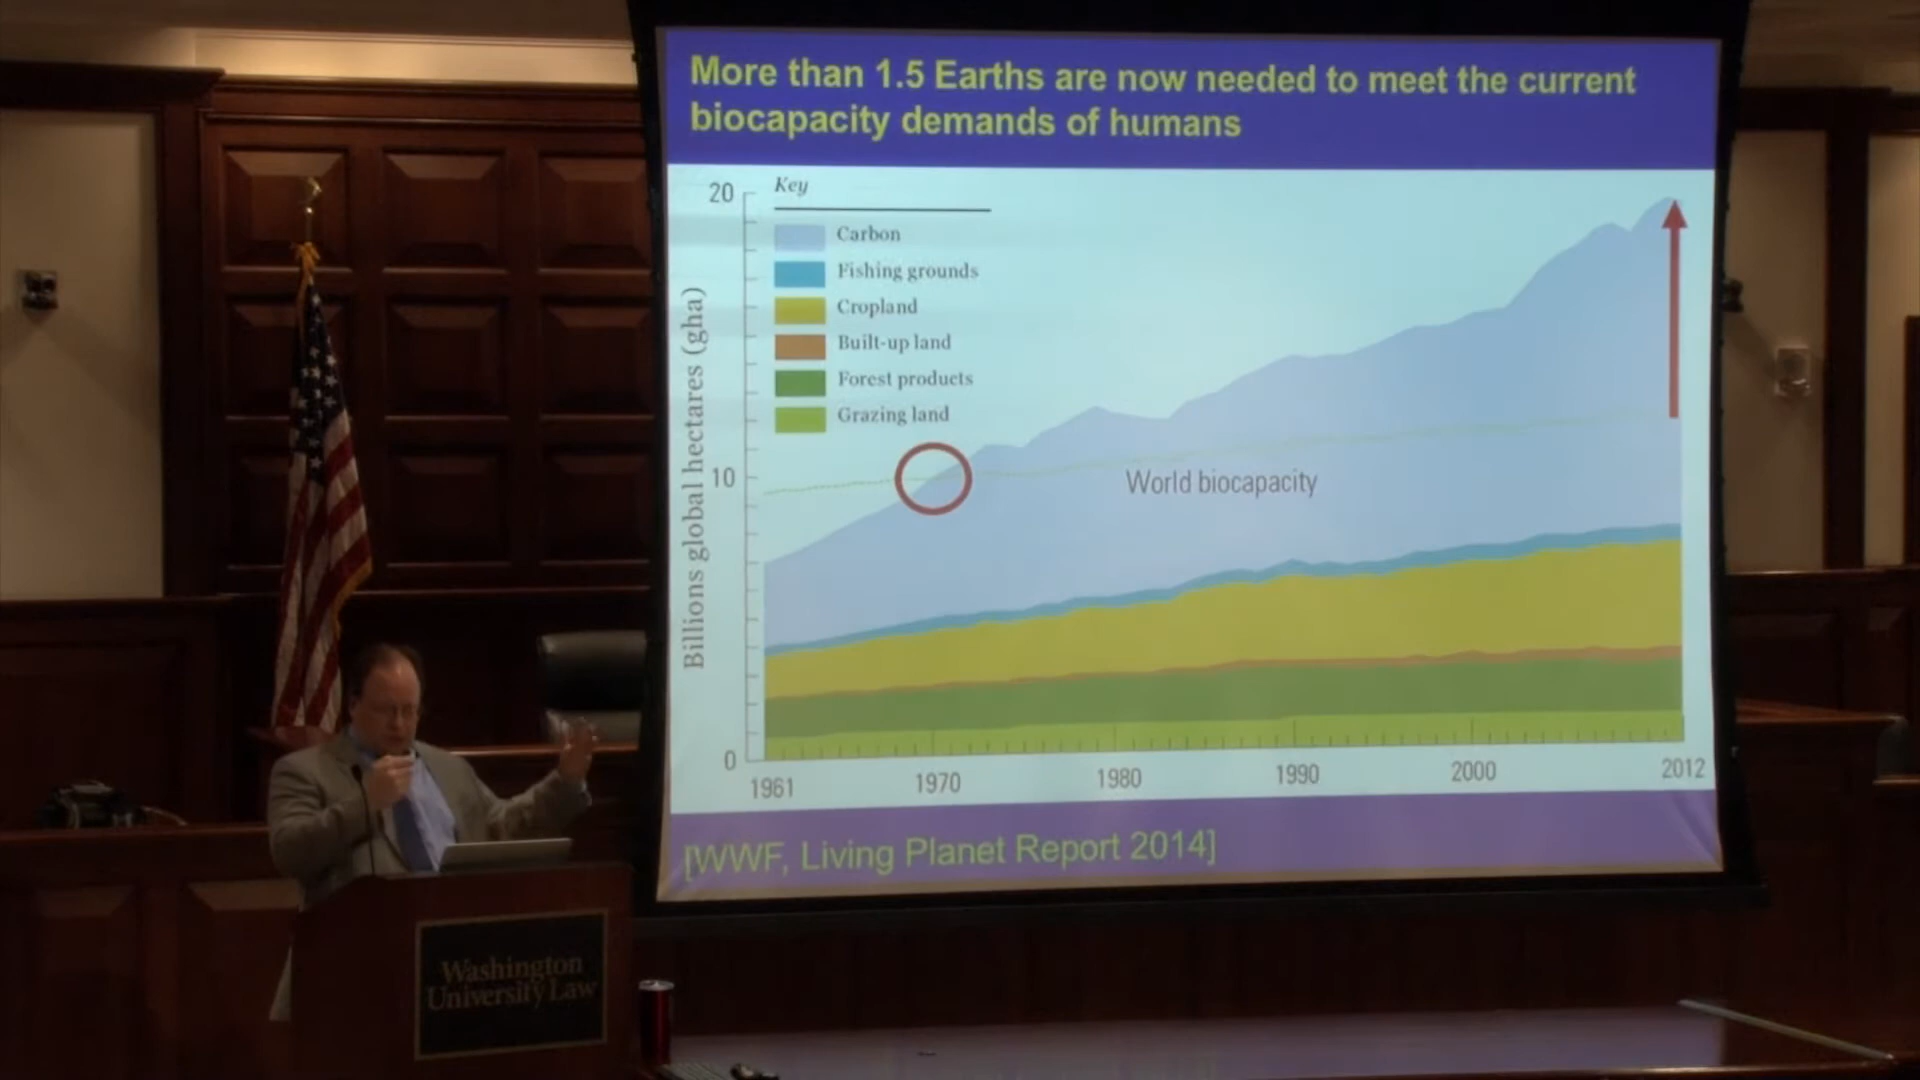 More than 1.5 Earths are now needed to meet the current
biocapacity demands of humans
20
Key
Carbon
Fishing grounds
Cropland
Built-up land
Forest products
Grazing land
Billions global hectares (gha)
10
World biocapacity
0
1961
1970
1980
1990
2000
2012
[WWF, Living Planet Report 2014]
Washington
University Law